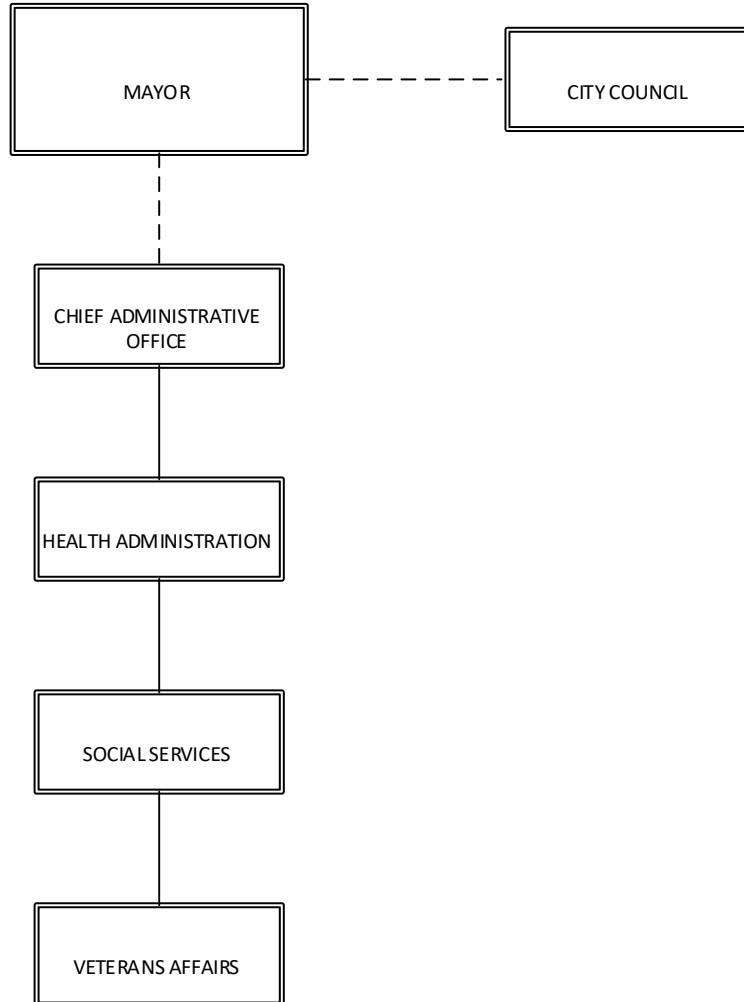 MAYOR
CITY COUNCIL
CHIEF ADMINISTRATIVE
OFFICE
HEALTH ADMINISTRATION
SOCIAL SERVICES
VETERANS AFFAIRS